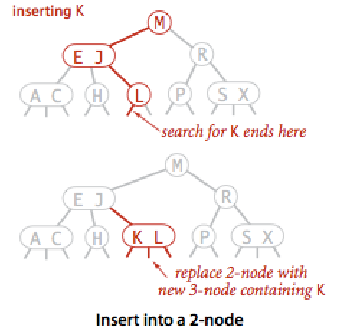 inserting K
M
E J
R
A C H L P S X
search for K ends here
M
E J
R
A C H K L P S X
replace 2-node with
new 3-node containing K
Insert into a 2-node